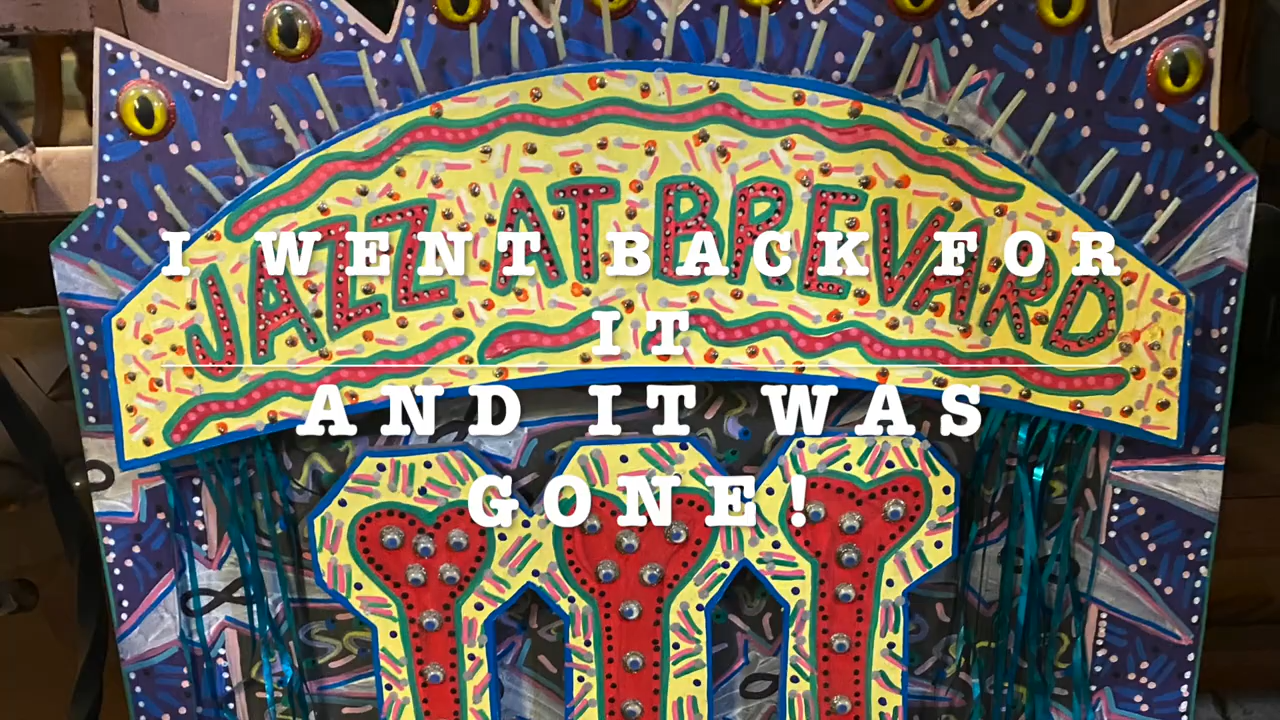 JAZZ AT BREVARD
I WENT BACK FOR
IT
AND IT WAS
GONE!